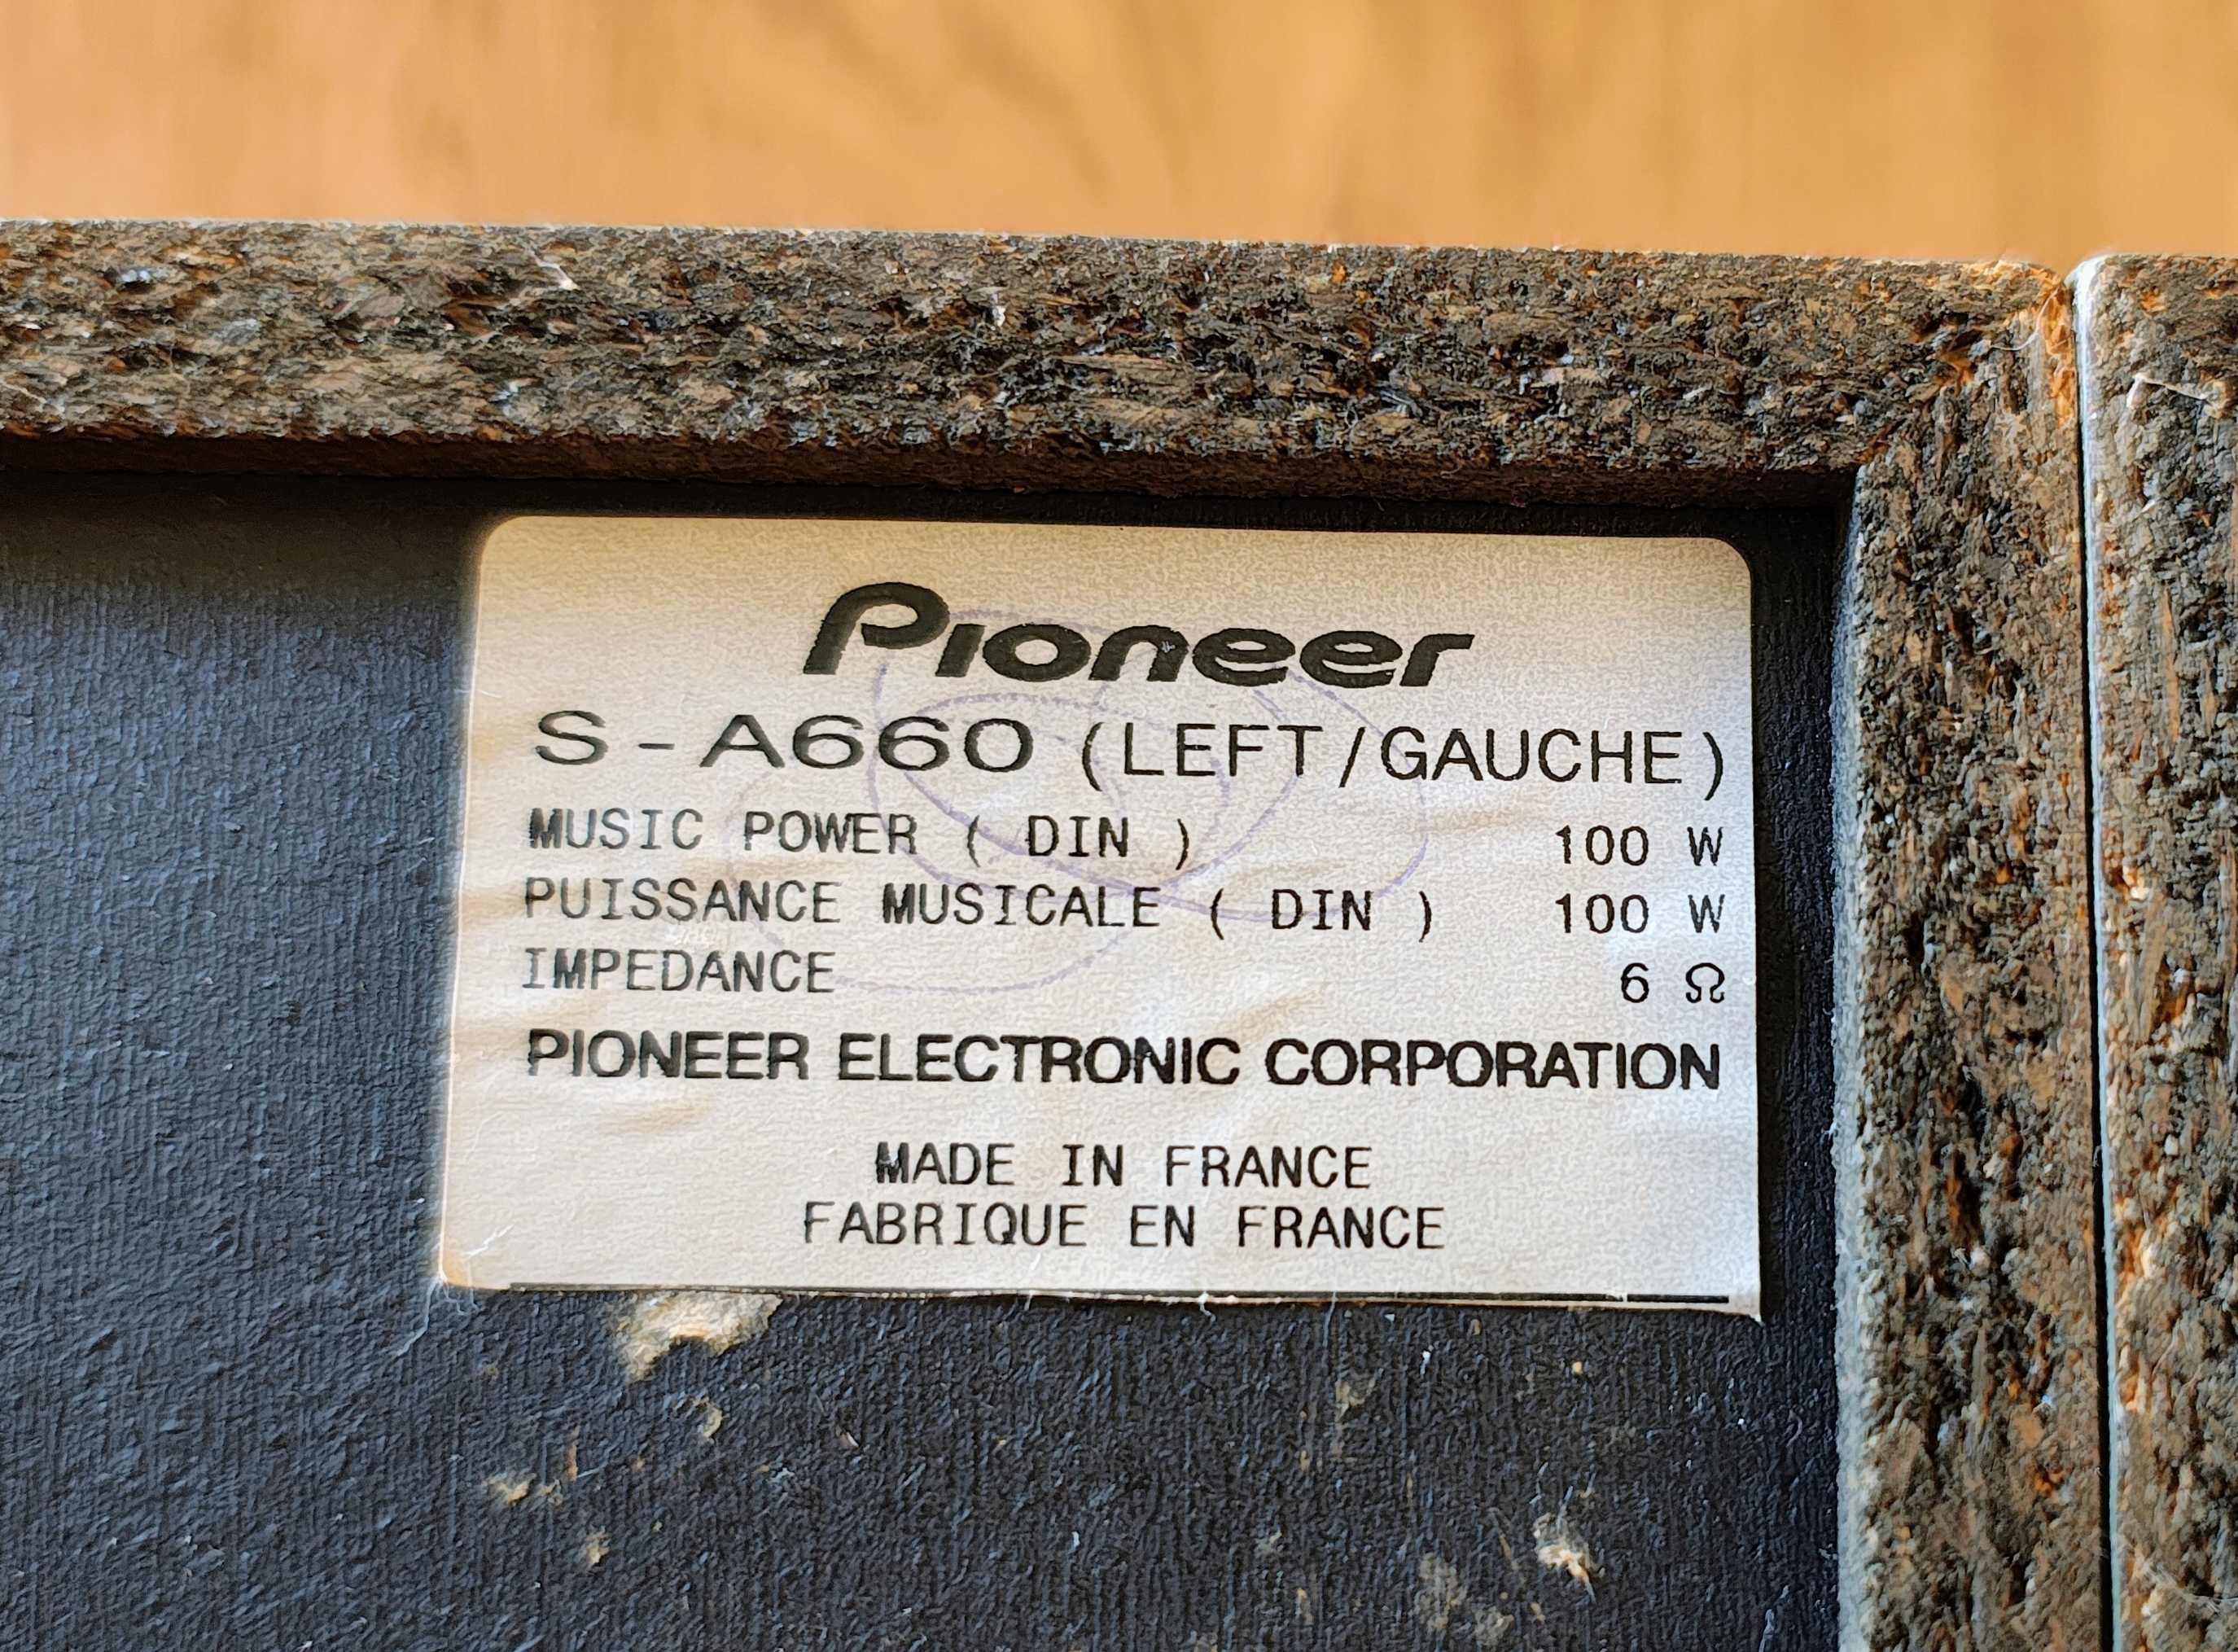 Pioneer
S-A660 (LEFT/GAUCHE)
MUSIC POWER ( DIN ) 100 W
PUISSANCE MUSICALE ( DIN ) 100 W
IMPEDANCE 6 Ω
PIONEER ELECTRONIC CORPORATION
MADE IN FRANCE
FABRIQUE EN FRANCE